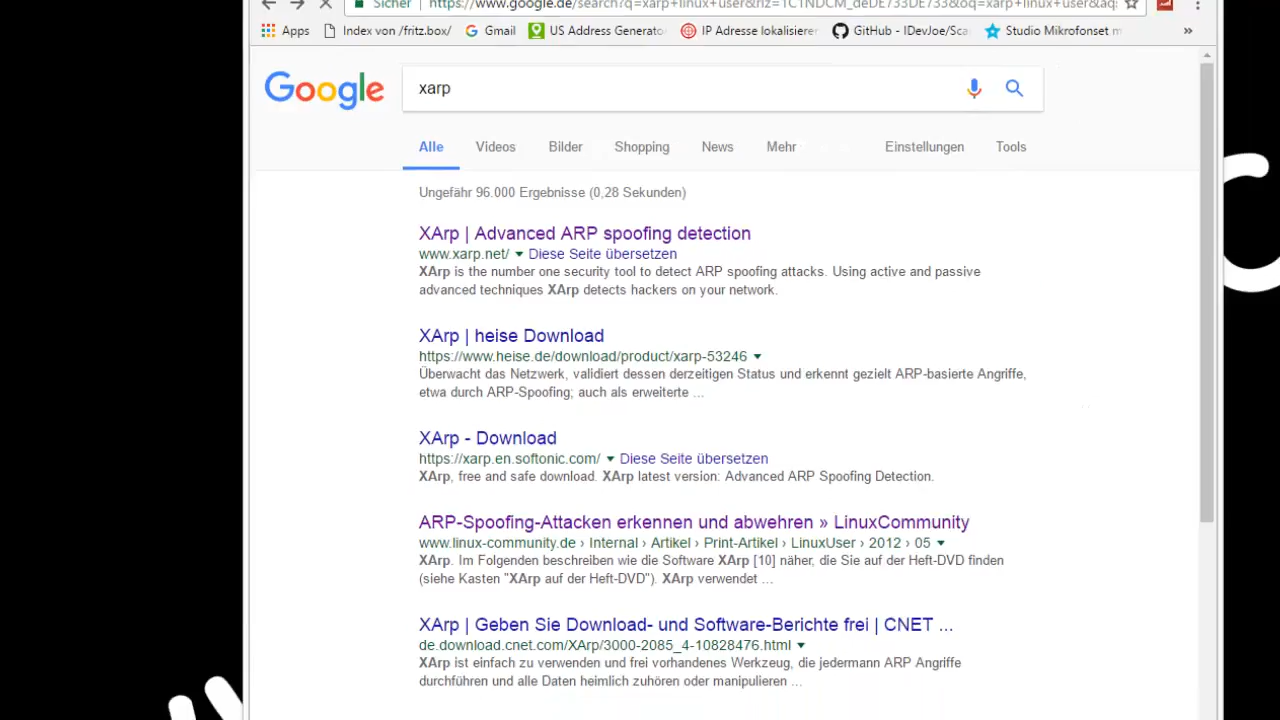 Sicher https://www.google.de/search?q=xarp+linux+user&rlz=1C1NDCM_deDE733DE733&oq=xarp+linux+user&aq
Apps Index von /fritz.box/ Gmail US Address Generato IP Adresse lokalisiere GitHub - IDevJoe/Sca Studio Mikrofonset m »
Google xarp
Alle Videos Bilder Shopping News Mehr Einstellungen Tools
Ungefähr 96.000 Ergebnisse (0,28 Sekunden)
XArp | Advanced ARP spoofing detection
www.xarp.net/ Diese Seite übersetzen
XArp is the number one security tool to detect ARP spoofing attacks. Using active and passive
advanced techniques XArp detects hackers on your network.
XArp | heise Download
https://www.heise.de/download/product/xarp-53246
Überwacht das Netzwerk, validiert dessen derzeitigen Status und erkennt gezielt ARP-basierte Angriffe,
etwa durch ARP-Spoofing; auch als erweiterte ...
XArp - Download
https://xarp.en.softonic.com/ Diese Seite übersetzen
XArp, free and safe download. XArp latest version: Advanced ARP Spoofing Detection.
ARP-Spoofing-Attacken erkennen und abwehren » LinuxCommunity
www.linux-community.de › Internal › Artikel › Print-Artikel › LinuxUser › 2012 › 05
XArp. Im Folgenden beschreiben wie die Software XArp [10] näher, die Sie auf der Heft-DVD finden
(siehe Kasten "XArp auf der Heft-DVD"). XArp verwendet ...
XArp | Geben Sie Download- und Software-Berichte frei | CNET ...
de.download.cnet.com/XArp/3000-2085_4-10828476.html
XArp ist einfach zu verwenden und frei vorhandenes Werkzeug, die jedermann ARP Angriffe
durchführen und alle Daten heimlich zuhören oder manipulieren ...